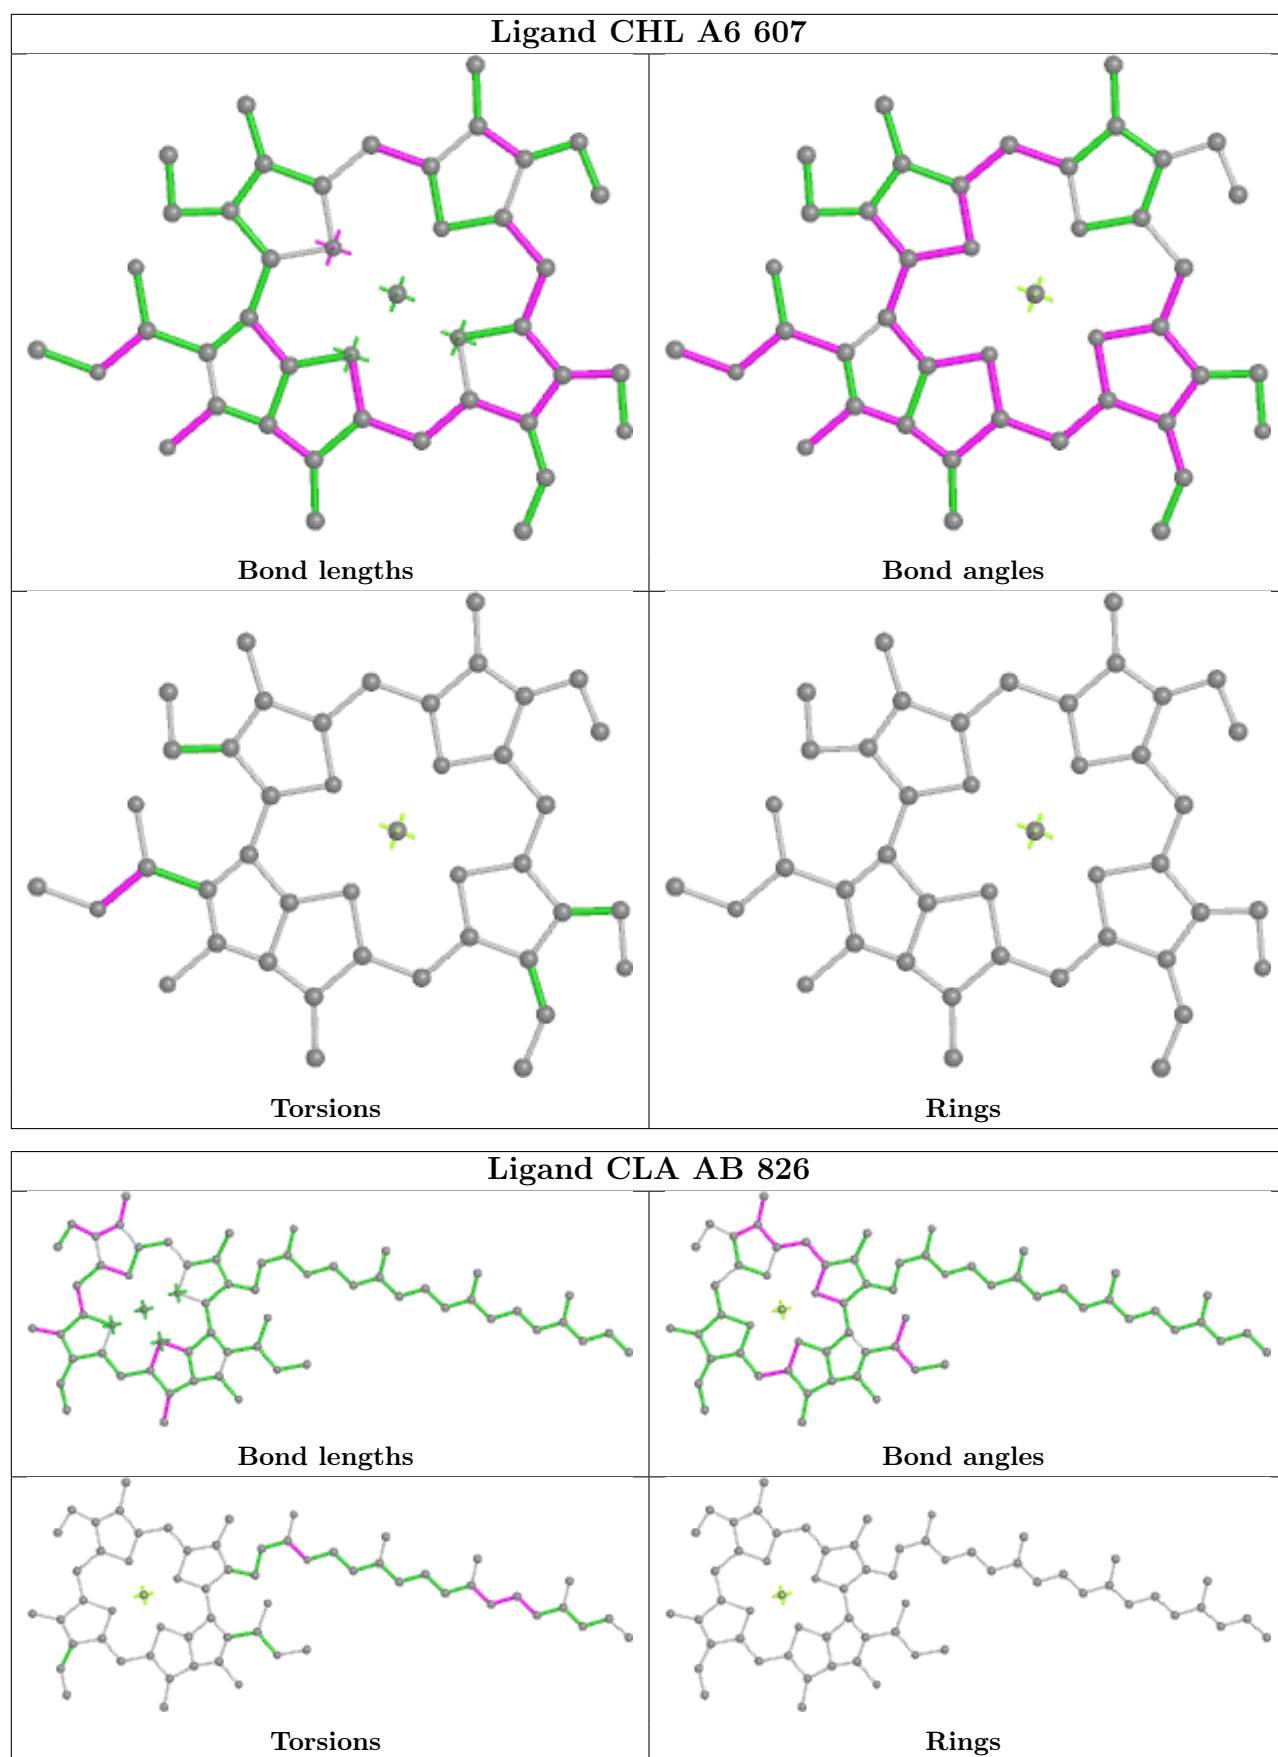 Ligand CHL A6 607
Bond lengths
Bond angles
Torsions
Rings
Ligand CLA AB 826
Bond lengths
Bond angles
Torsions
Rings